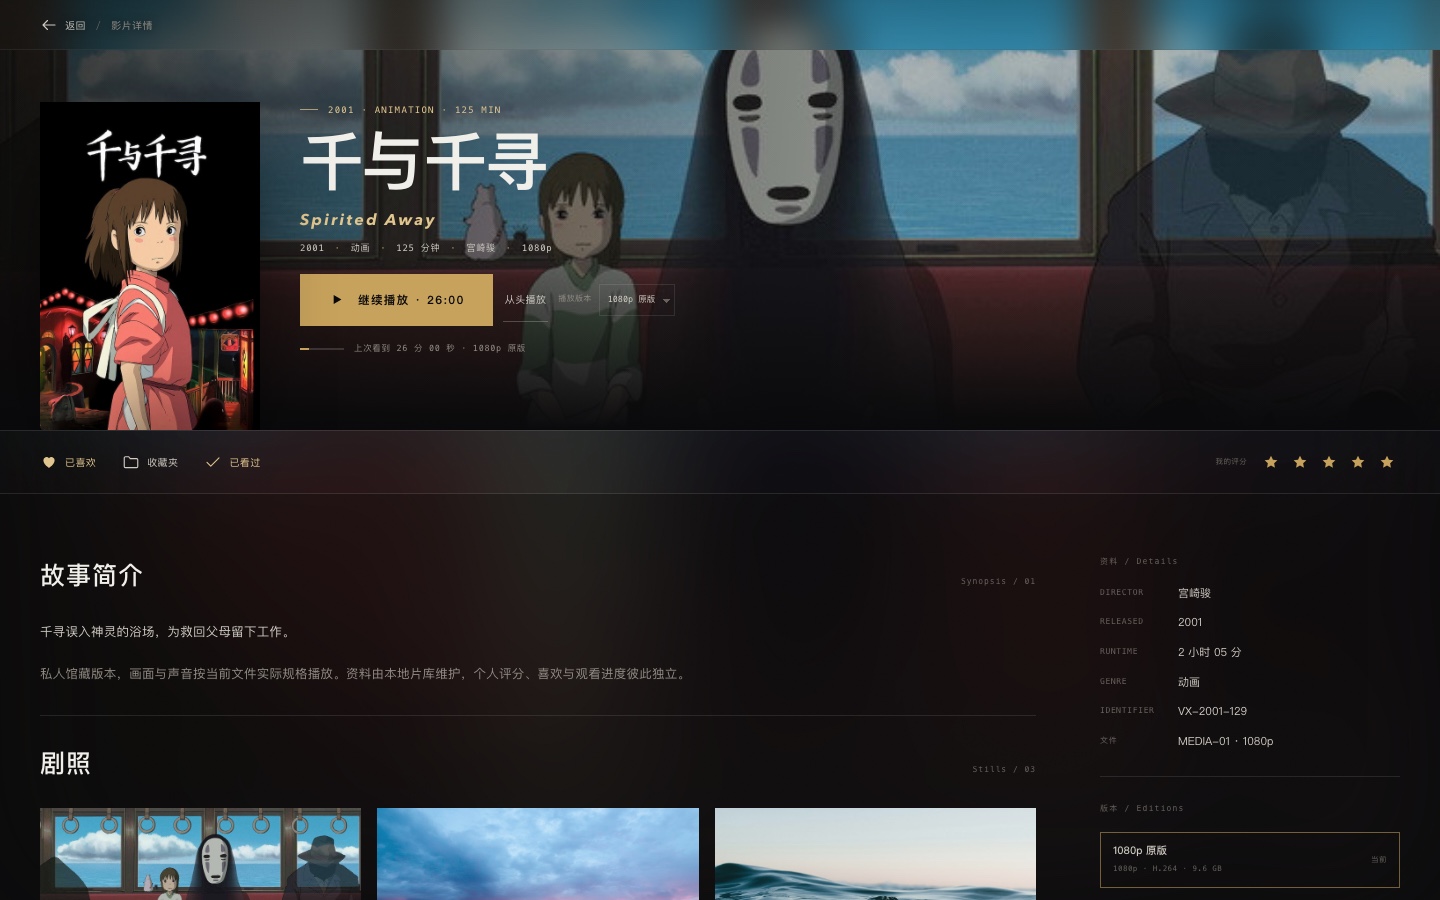 返回 / 影片详情
千与千寻
2001 · ANIMATION · 125 MIN
千与千寻
Spirited Away
2001 · 动画 · 125 分钟 · 宫崎骏 · 1080p
继续播放 · 26:00 从头播放 播放版本 1080p 原版
上次看到 26 分 00 秒 · 1080p 原版
已喜欢 收藏夹 已看过 我的评分
故事简介 Synopsis / 01
千寻误入神灵的浴场，为救回父母留下工作。
私人馆藏版本，画面与声音按当前文件实际规格播放。资料由本地片库维护，个人评分、喜欢与观看进度彼此独立。
剧照 Stills / 03
资料 / Details
DIRECTOR 宫崎骏
RELEASED 2001
RUNTIME 2 小时 05 分
GENRE 动画
IDENTIFIER VX-2001-129
文件 MEDIA-01 · 1080p
版本 / Editions
1080p 原版 当前
1080p · H.264 · 9.6 GB